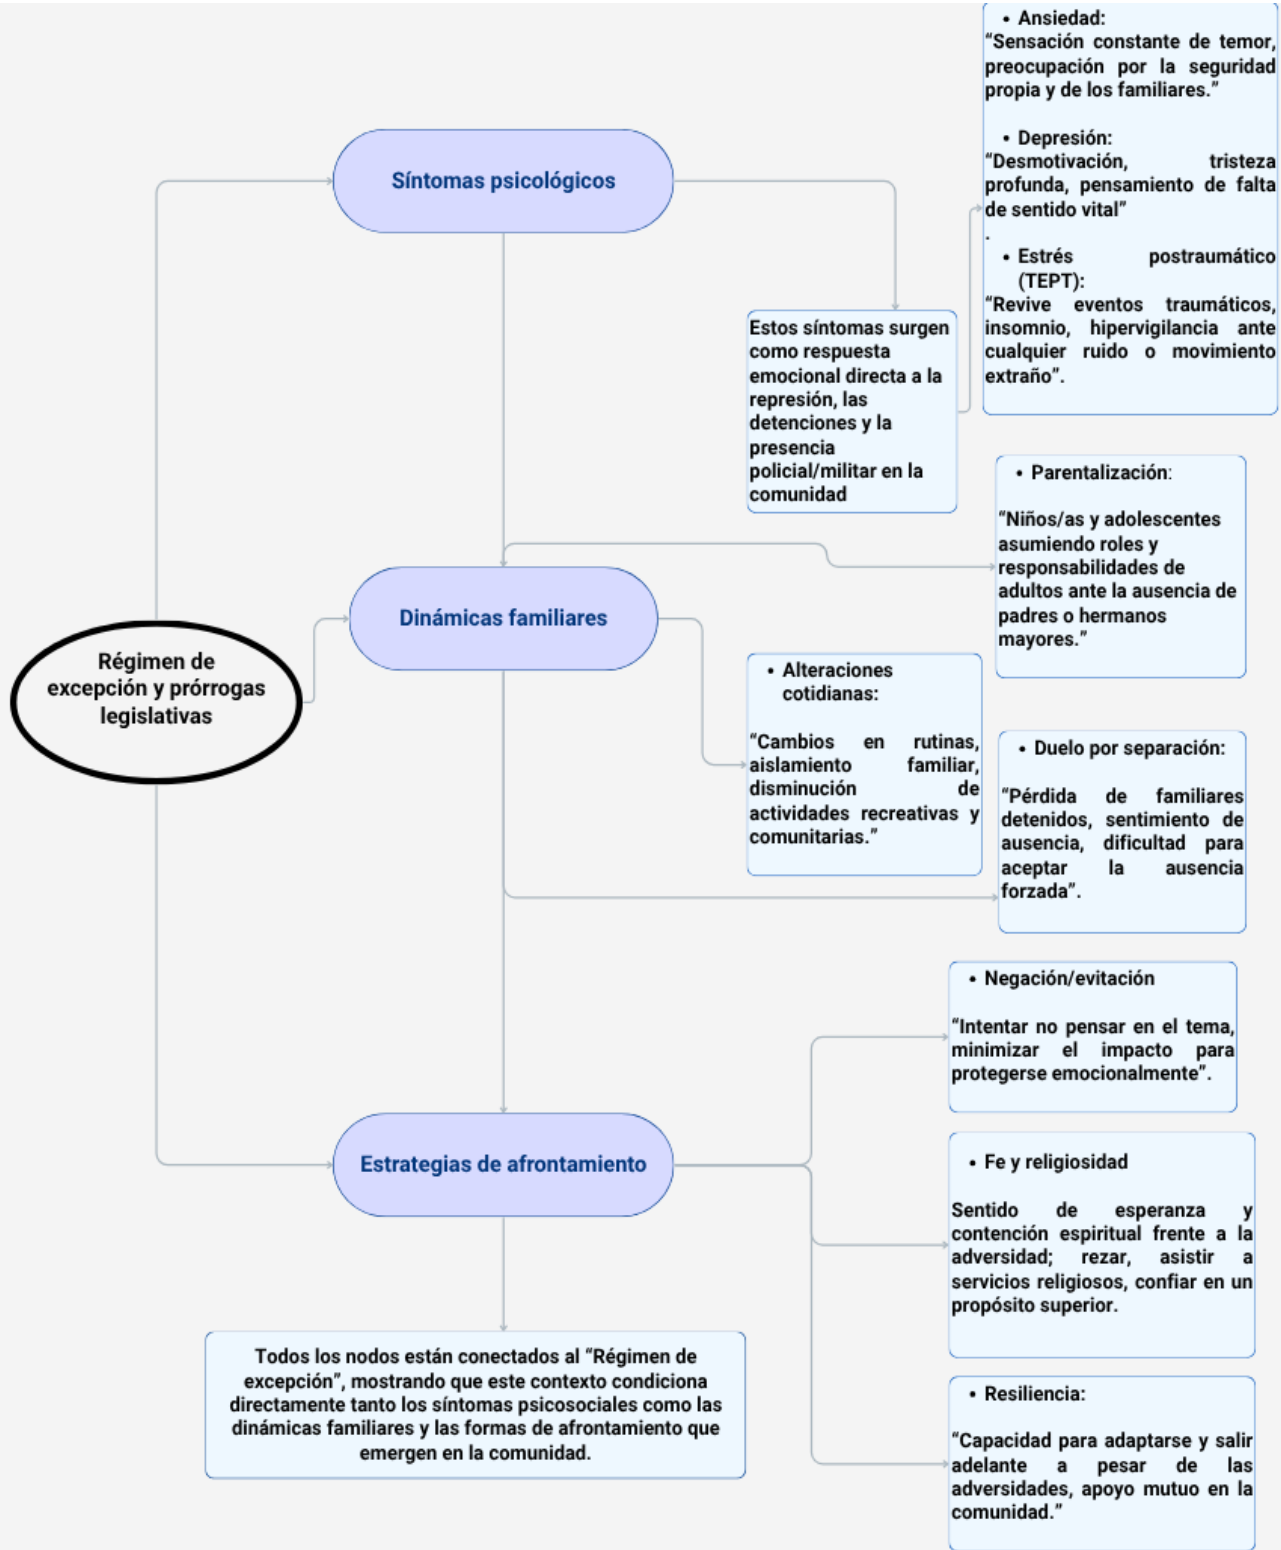 • Ansiedad:
“Sensación constante de temor,
preocupación por la seguridad
propia y de los familiares.”
• Depresión:
“Desmotivación, tristeza
profunda, pensamiento de falta
de sentido vital”
.
• Estrés postraumático
(TEPT):
“Revive eventos traumáticos,
insomnio, hipervigilancia ante
cualquier ruido o movimiento
extraño”.
Síntomas psicológicos
Estos síntomas surgen
como respuesta
emocional directa a la
represión, las
detenciones y la
presencia
policial/militar en la
comunidad
• Parentalización:
“Niños/as y adolescentes
asumiendo roles y
responsabilidades de
adultos ante la ausencia de
padres o hermanos
mayores.”
Dinámicas familiares
Régimen de
excepción y prórrogas
legislativas
• Alteraciones
cotidianas:
“Cambios en rutinas,
aislamiento familiar,
disminución de
actividades recreativas y
comunitarias.”
• Duelo por separación:
“Pérdida de familiares
detenidos, sentimiento de
ausencia, dificultad para
aceptar la ausencia
forzada”.
• Negación/evitación
“Intentar no pensar en el tema,
minimizar el impacto para
protegerse emocionalmente”.
Estrategias de afrontamiento
• Fe y religiosidad
Sentido de esperanza y
contención espiritual frente a la
adversidad; rezar, asistir a
servicios religiosos, confiar en un
propósito superior.
Todos los nodos están conectados al “Régimen de
excepción”, mostrando que este contexto condiciona
directamente tanto los síntomas psicosociales como las
dinámicas familiares y las formas de afrontamiento que
emergen en la comunidad.
• Resiliencia:
“Capacidad para adaptarse y salir
adelante a pesar de las
adversidades, apoyo mutuo en la
comunidad.”